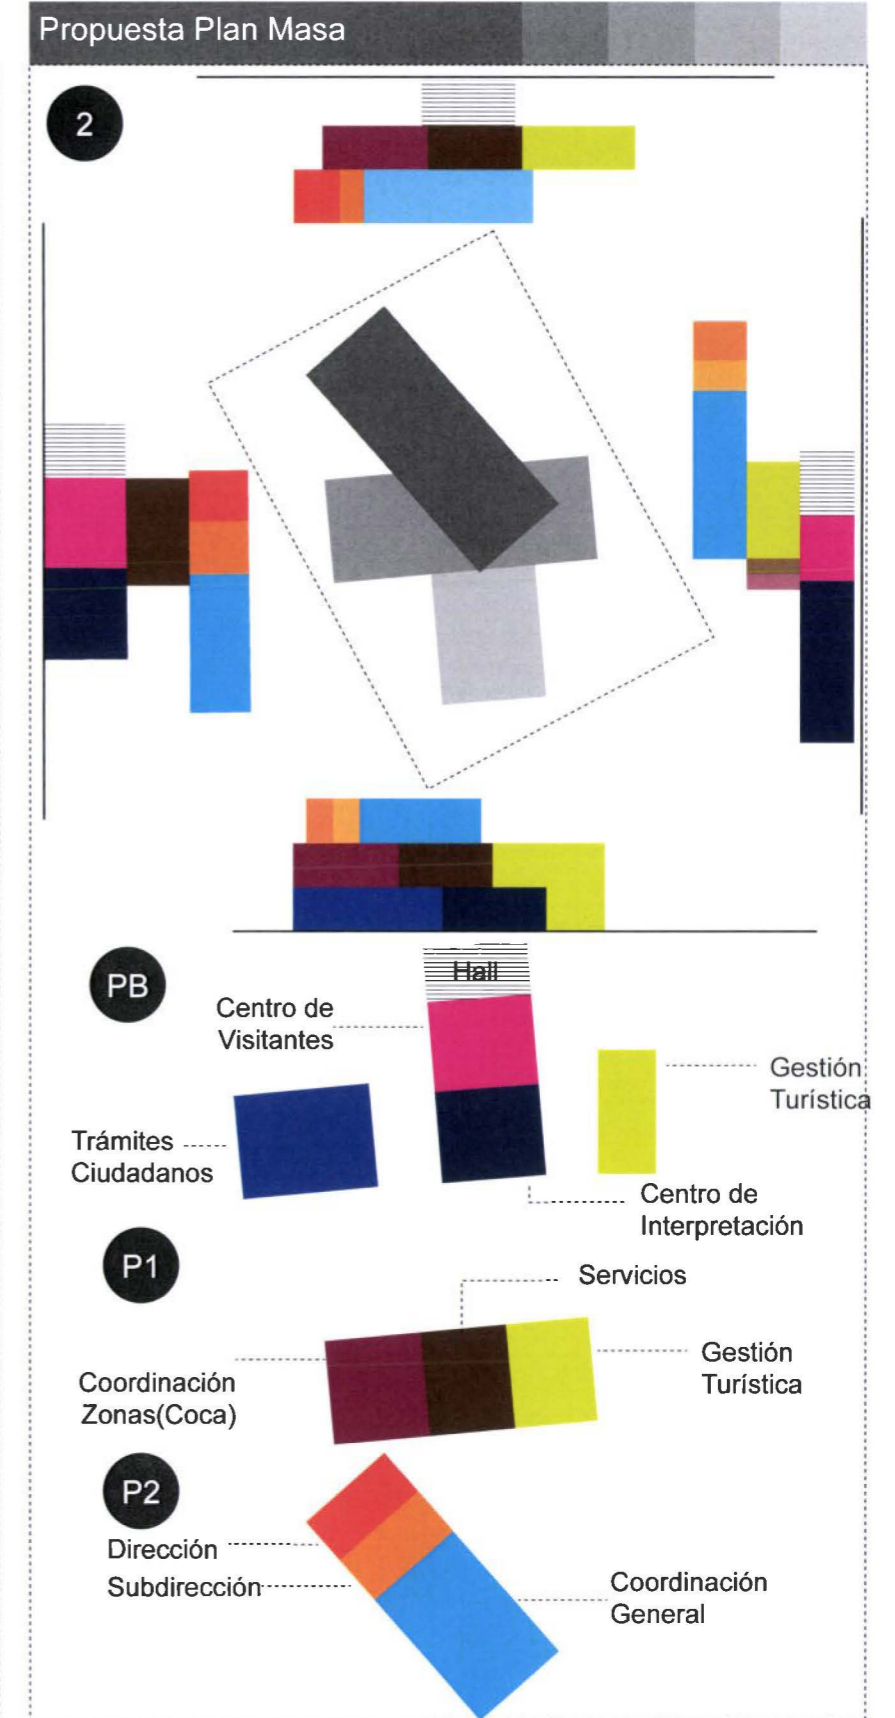 Propuesta Plan Masa
2
PB
Hall
Centro de
Visitantes
Gestión
Turística
Trámites
Ciudadanos
Centro de
Interpretación
P1
Servicios
Gestión
Turística
Coordinación
Zonas(Coca)
P2
Dirección
Subdirección
Coordinación
General